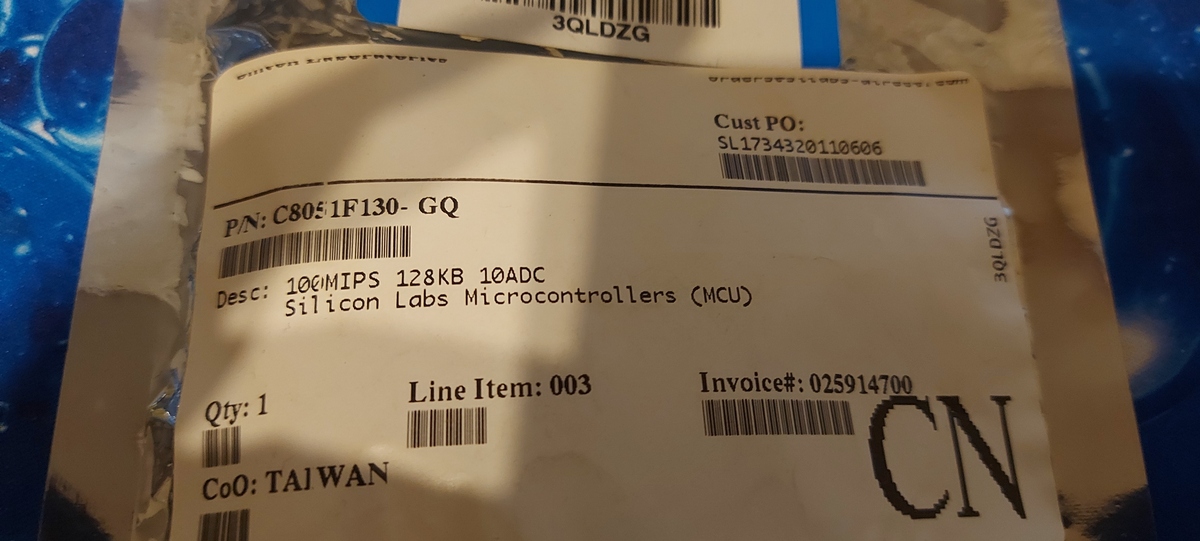 3QLDZG
Cust PO:
SL1734320110606
P/N: C8051F130- GQ
Desc: 100MIPS 128KB 10ADC
Silicon Labs Microcontrollers (MCU)
3QLDZG
Qty: 1
Line Item: 003
Invoice#: 025914700
CN
CoO: TAIWAN